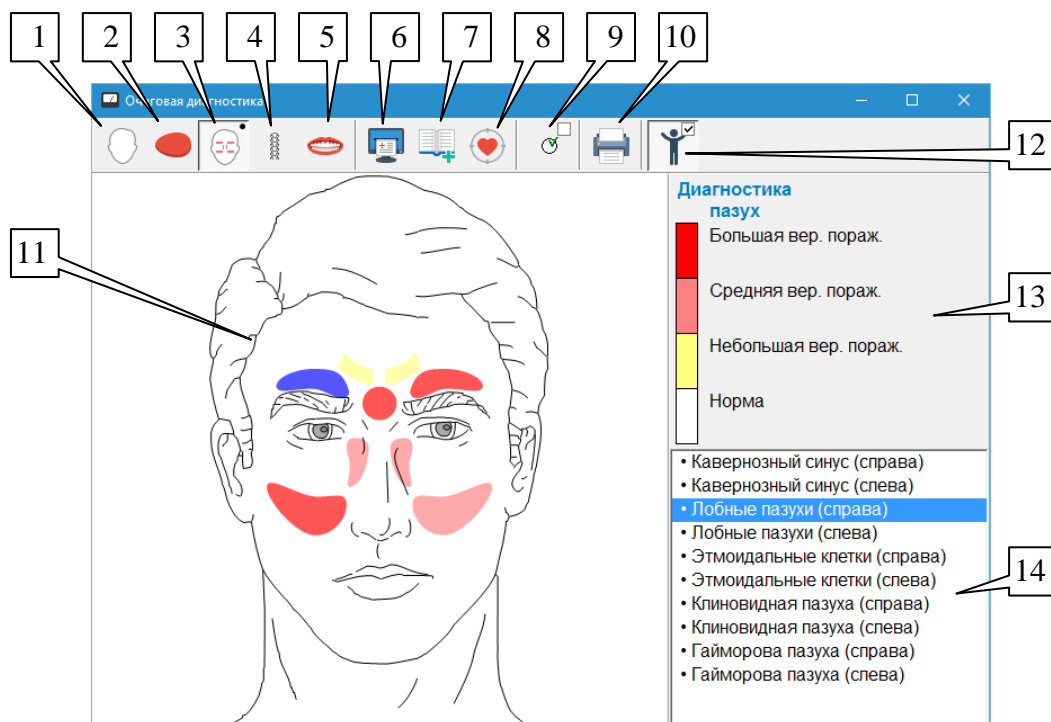 1 2 3 4 5 6 7 8 9 10
Очаговая диагностика
12
Диагностика
пазух
Большая вер. пораж.
11
Средняя вер. пораж.
13
Небольшая вер. пораж.
Норма
• Кавернозный синус (справа)
• Кавернозный синус (слева)
• Лобные пазухи (справа)
• Лобные пазухи (слева)
• Этмоидальные клетки (справа)
• Этмоидальные клетки (слева)
14
• Клиновидная пазуха (справа)
• Клиновидная пазуха (слева)
• Гайморова пазуха (справа)
• Гайморова пазуха (слева)